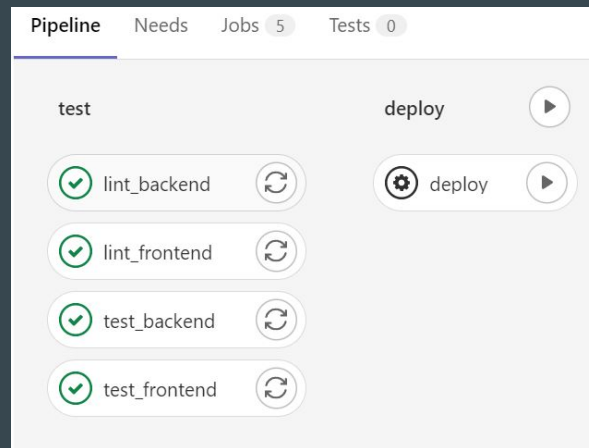 Pipeline Needs Jobs 5 Tests 0
test
lint_backend
lint_frontend
test_backend
test_frontend
deploy
deploy